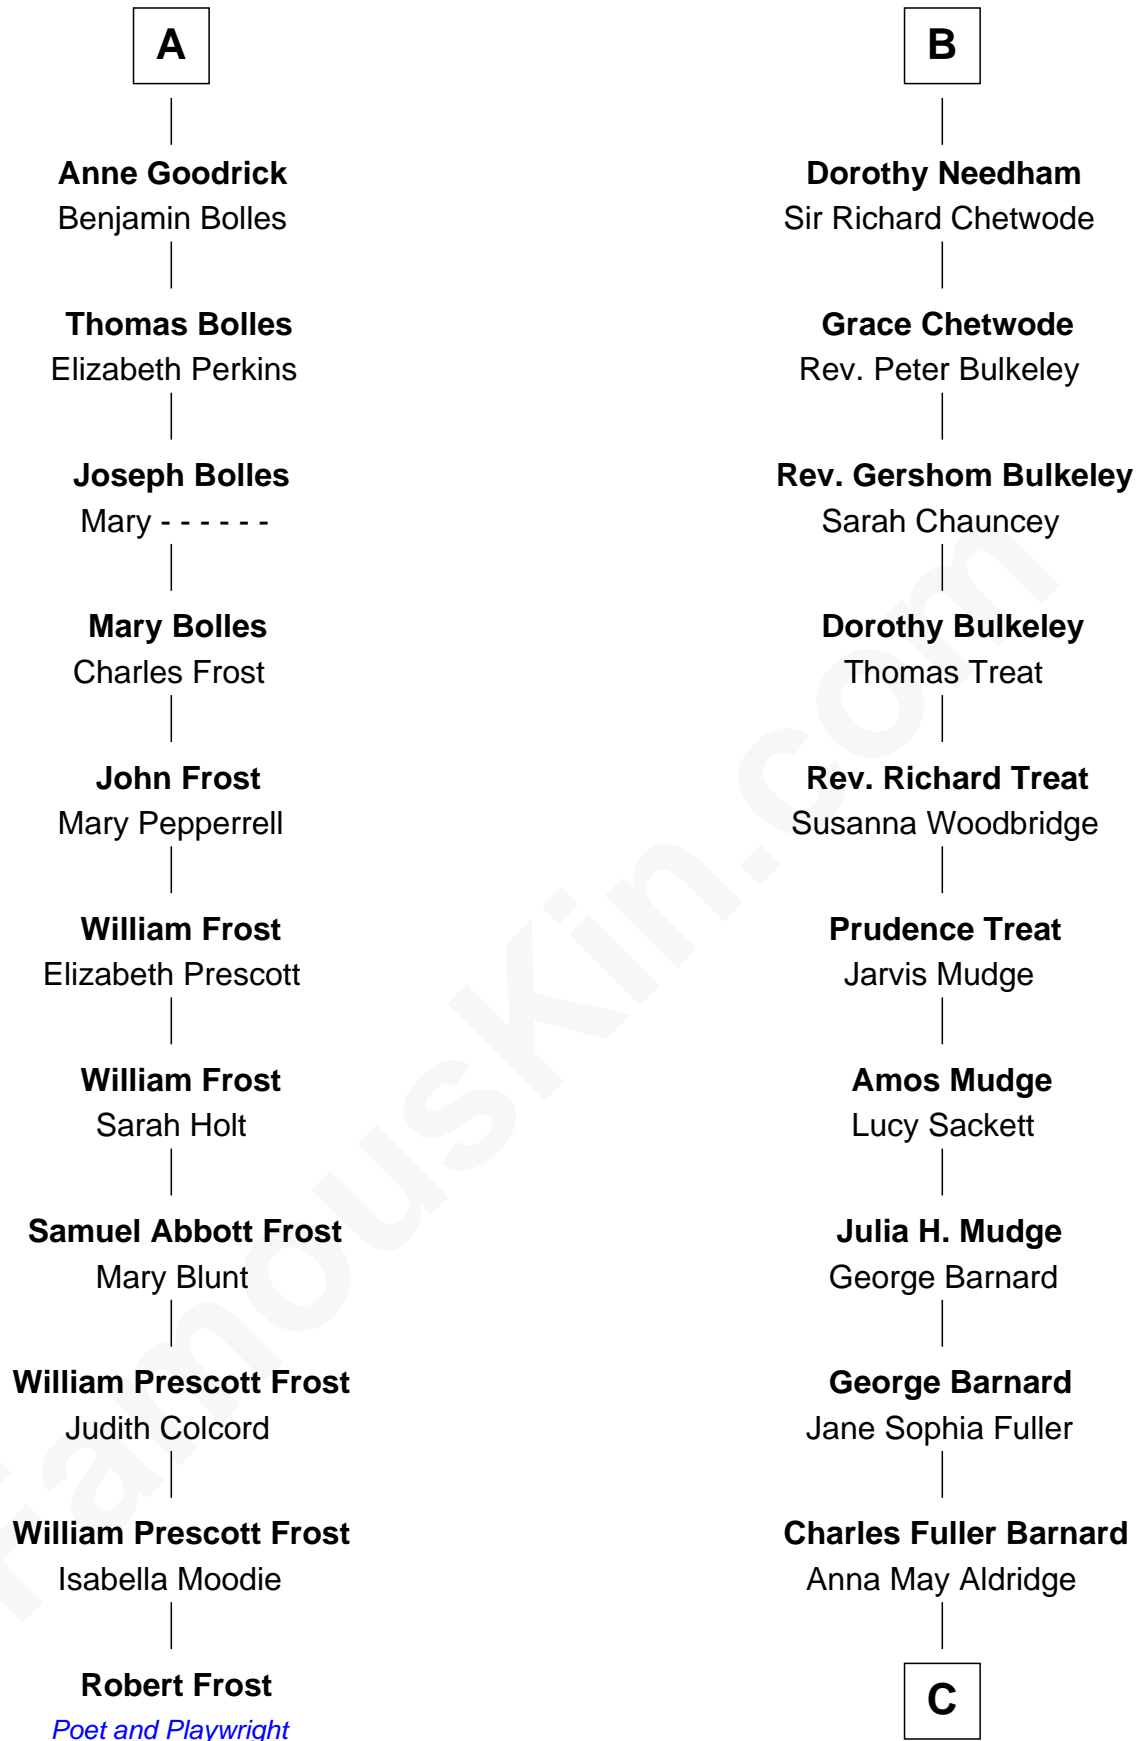 A
Anne Goodrick
Benjamin Bolles
Thomas Bolles
Elizabeth Perkins
Joseph Bolles
Mary - - - - - -
Mary Bolles
Charles Frost
John Frost
Mary Pepperrell
William Frost
Elizabeth Prescott
William Frost
Sarah Holt
Samuel Abbott Frost
Mary Blunt
William Prescott Frost
Judith Colcord
William Prescott Frost
Isabella Moodie
Robert Frost
Poet and Playwright
B
Dorothy Needham
Sir Richard Chetwode
Grace Chetwode
Rev. Peter Bulkeley
Rev. Gershom Bulkeley
Sarah Chauncey
Dorothy Bulkeley
Thomas Treat
Rev. Richard Treat
Susanna Woodbridge
Prudence Treat
Jarvis Mudge
Amos Mudge
Lucy Sackett
Julia H. Mudge
George Barnard
George Barnard
Jane Sophia Fuller
Charles Fuller Barnard
Anna May Aldridge
C
FamousKin.com